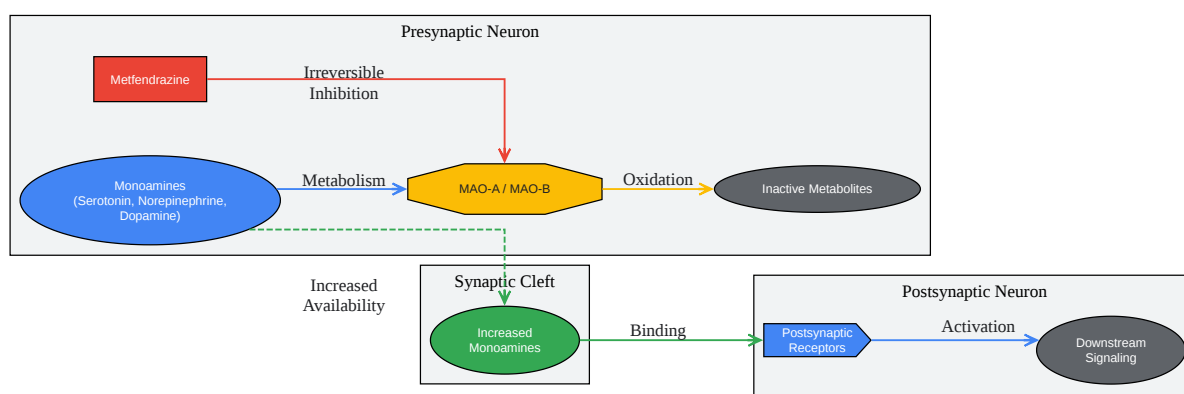 Presynaptic Neuron
Metfendrazine
Irreversible
Inhibition
Monoamines
(Serotonin, Norepinephrine,
Dopamine)
Metabolism
MAO-A / MAO-B
Oxidation
Inactive Metabolites
Increased
Availability
Synaptic Cleft
Increased
Monoamines
Binding
Postsynaptic Neuron
Postsynaptic
Receptors
Activation
Downstream
Signaling